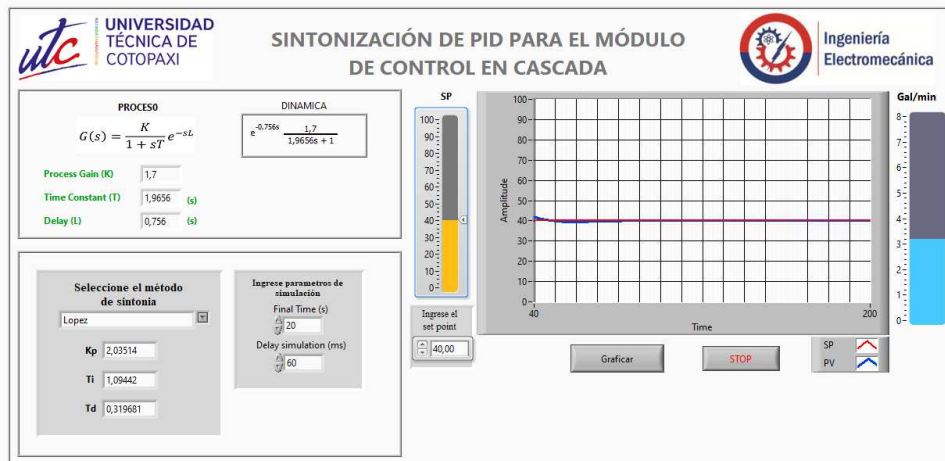 utc
UNIVERSIDAD
TÉCNICA DE
COTOPAXI
SINTONIZACIÓN DE PID PARA EL MÓDULO
DE CONTROL EN CASCADA
Ingeniería
Electromecánica
PROCESO
G(s) = K / (1 + sT) e^{-sL}
DINAMICA
e^{-0.756s} 1,7 / (1,9656s + 1)
Process Gain (K) 1,7
Time Constant (T) 1,9656 (s)
Delay (L) 0,756 (s)
Seleccione el método
de sintonia
Lopez
Kp 2,03514
Ti 1,09442
Td 0,319681
Ingrese parametros de
simulación
Final Time (s)
20
Delay simulation (ms)
60
SP
100
90
80
70
60
50
40
30
20
10
0
Ingrese el
set point
40,00
Amplitude
100
90
80
70
60
50
40
30
20
10
0
40
200
Time
Graficar
STOP
SP
PV
Gal/min
8
7
6
5
4
3
2
1
0